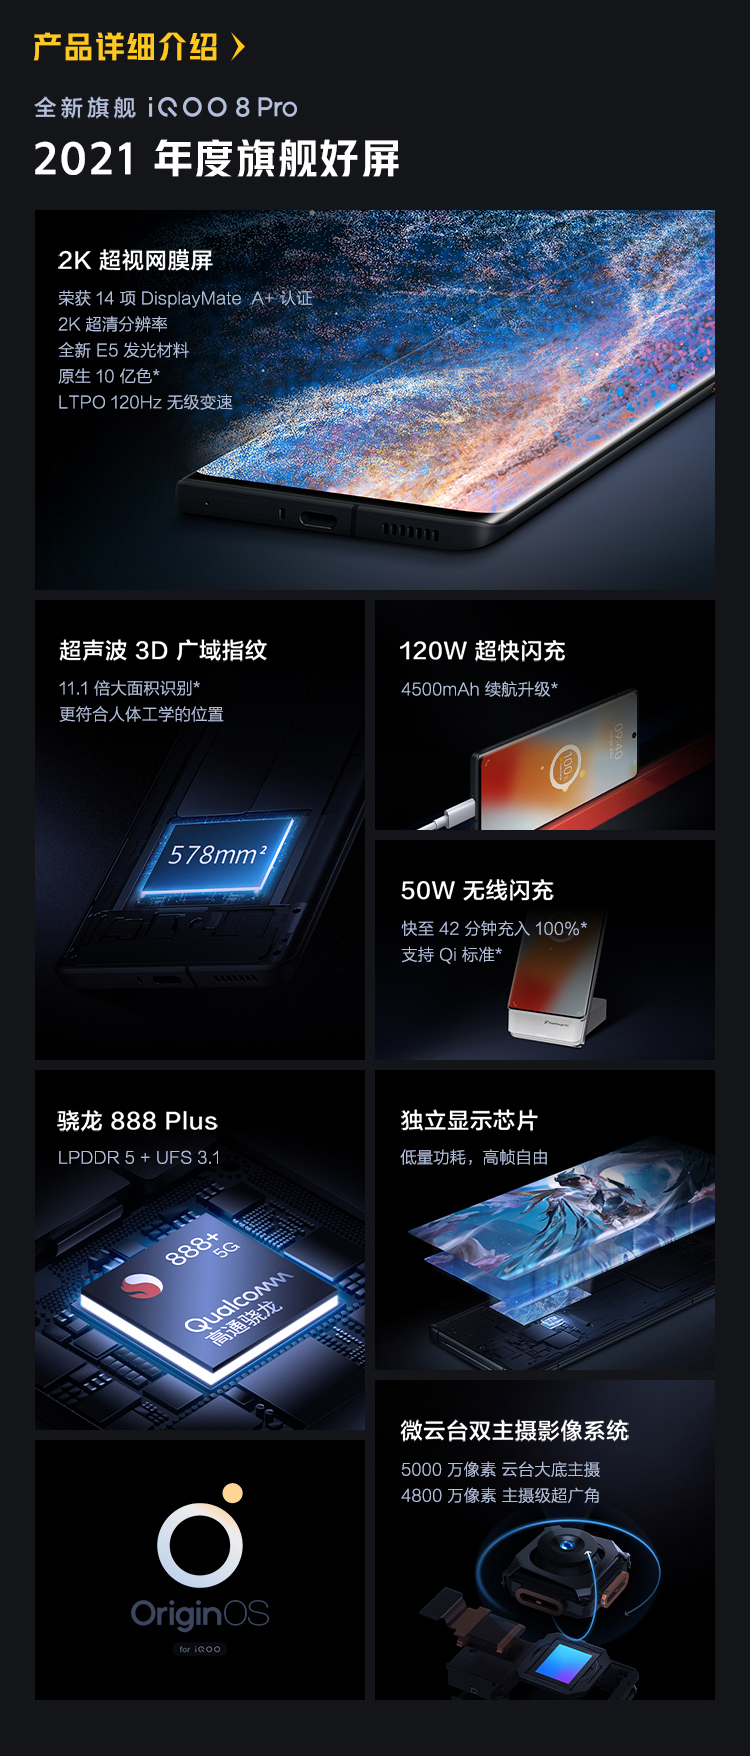 产品详细介绍
全新旗舰 iQOO 8 Pro
2021 年度旗舰好屏
2K 超视网膜屏
荣获 14 项 DisplayMate A+ 认证
2K 超清分辨率
全新 E5 发光材料
原生 10 亿色*
LTPO 120Hz 无级变速
超声波 3D 广域指纹
11.1 倍大面积识别*
更符合人体工学的位置
578mm²
120W 超快闪充
4500mAh 续航升级*
09:40
100%
50W 无线闪充
快至 42 分钟充入 100%*
支持 Qi 标准*
骁龙 888 Plus
LPDDR 5 + UFS 3.1
888+
5G
Qualcomm
高通骁龙
独立显示芯片
低量功耗，高帧自由
OriginOS
for iQOO
微云台双主摄影像系统
5000 万像素 云台大底主摄
4800 万像素 主摄级超广角